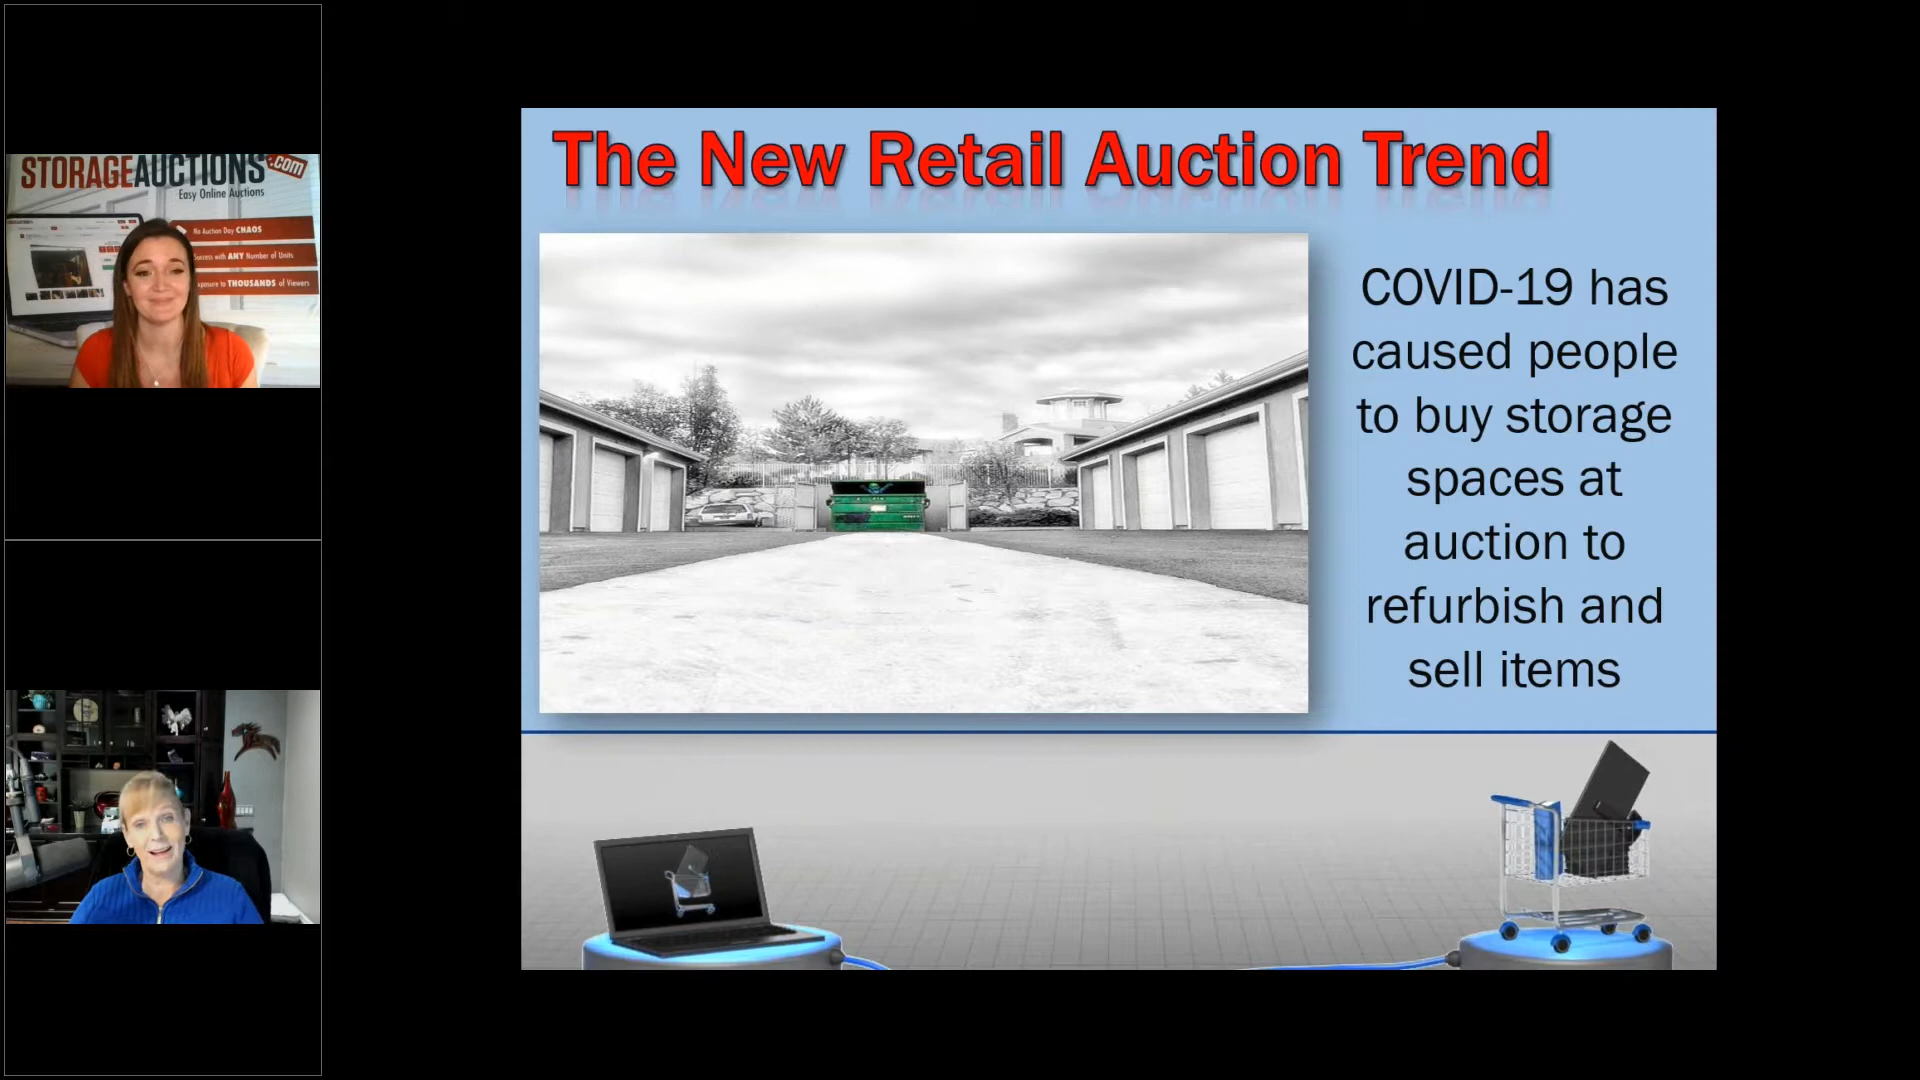 STORAGEAUCTIONS.COM
Easy Online Auctions
No Auction Day CHAOS
Success with ANY Number of Units
Exposure to THOUSANDS of Viewers
The New Retail Auction Trend
COVID-19 has
caused people
to buy storage
spaces at
auction to
refurbish and
sell items